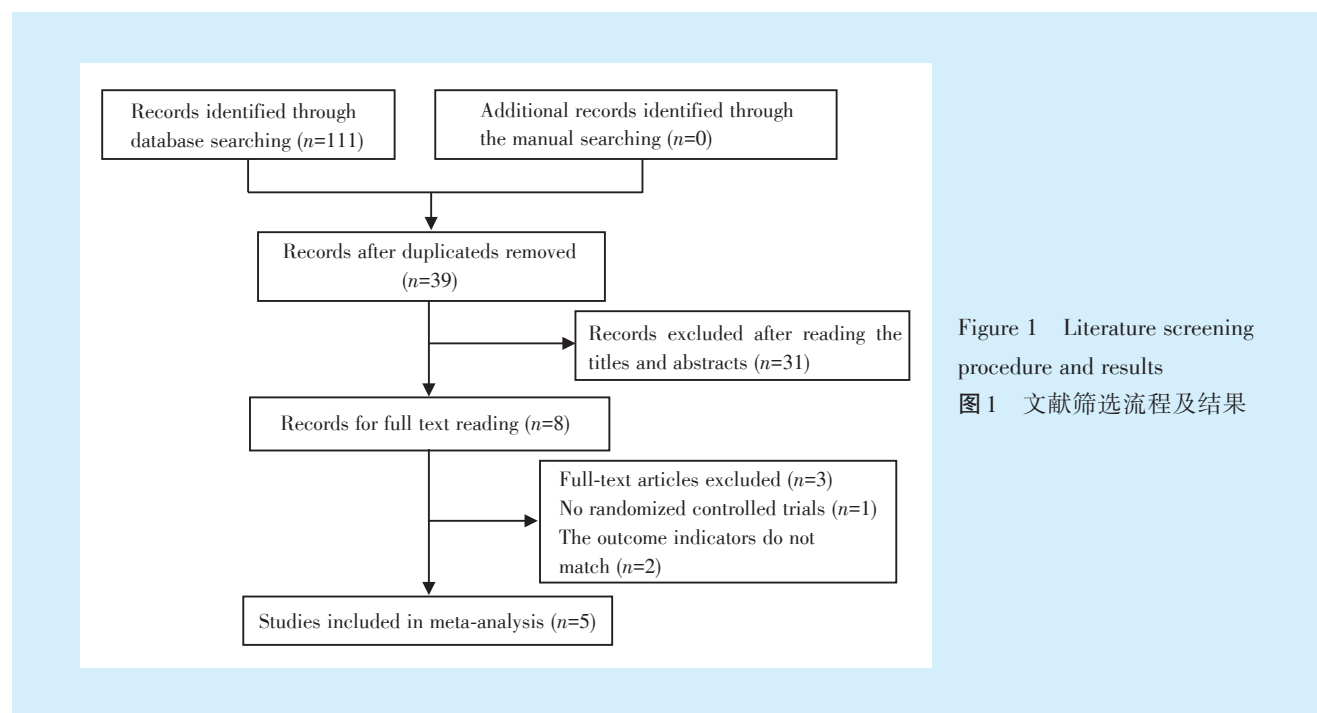 Records identified through
database searching (n=111)
Additional records identified through
the manual searching (n=0)
Records after duplicateds removed
(n=39)
Records excluded after reading the
titles and abstracts (n=31)
Records for full text reading (n=8)
Full-text articles excluded (n=3)
No randomized controlled trials (n=1)
The outcome indicators do not
match (n=2)
Studies included in meta-analysis (n=5)
Figure 1 Literature screening
procedure and results
图1 文献筛选流程及结果